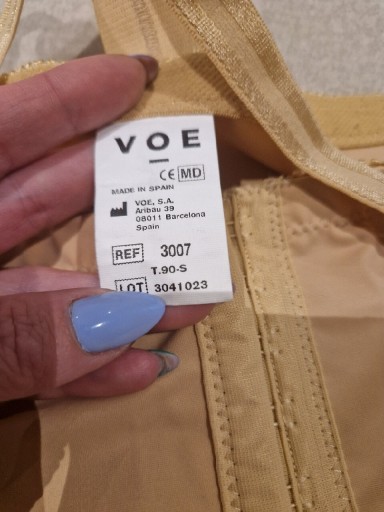 VOE
CE MD
MADE IN SPAIN
VOE, S.A.
Aribau 39
08011 Barcelona
Spain
REF 3007
T.90-S
LOT 3041023